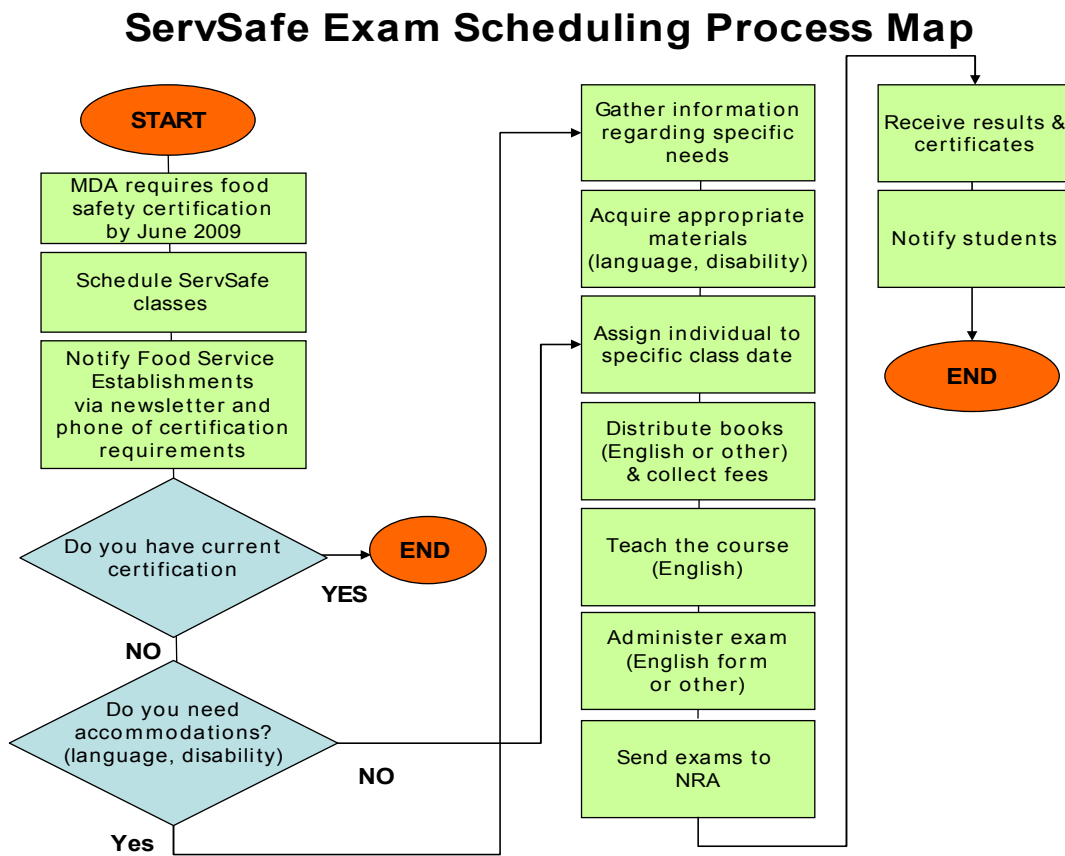 ServSafe Exam Scheduling Process Map
START
MDA requires food
safety certification
by June 2009
Schedule ServSafe
classes
Notify Food Service
Establishments
via newsletter and
phone of certification
requirements
Do you have current
certification
YES
END
NO
Do you need
accommodations?
(language, disability)
NO
Yes
Gather information
regarding specific
needs
Acquire appropriate
materials
(language, disability)
Assign individual to
specific class date
Distribute books
(English or other)
& collect fees
Teach the course
(English)
Administer exam
(English form
or other)
Send exams to
NRA
Receive results &
certificates
Notify students
END